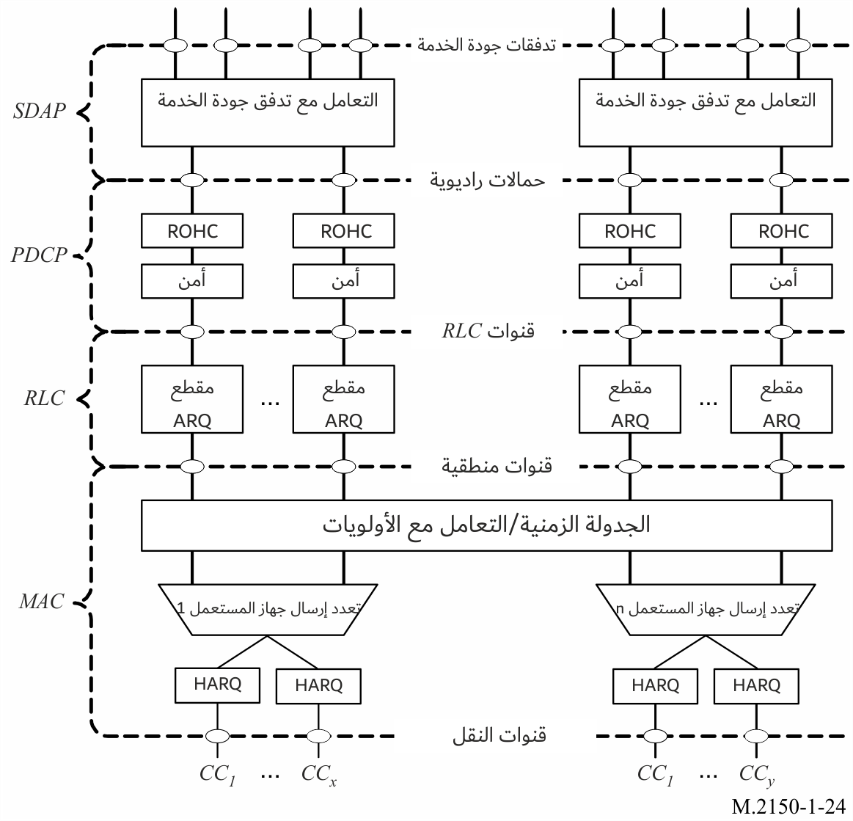 تدفقات جودة الخدمة
التعامل مع تدفق جودة الخدمة
التعامل مع تدفق جودة الخدمة
SDAP
حمالات راديوية
ROHC
ROHC
ROHC
ROHC
PDCP
أمن
أمن
أمن
أمن
قنوات RLC
RLC
مقطع
ARQ
...
مقطع
ARQ
مقطع
ARQ
...
مقطع
ARQ
قنوات منطقية
الجدولة الزمنية/التعامل مع الأولويات
MAC
تعدد إرسال جهاز المستعمل 1
تعدد إرسال جهاز المستعمل n
HARQ
HARQ
HARQ
HARQ
قنوات النقل
CC1
...
CCx
CC1
...
CCy
M.2150-1-24